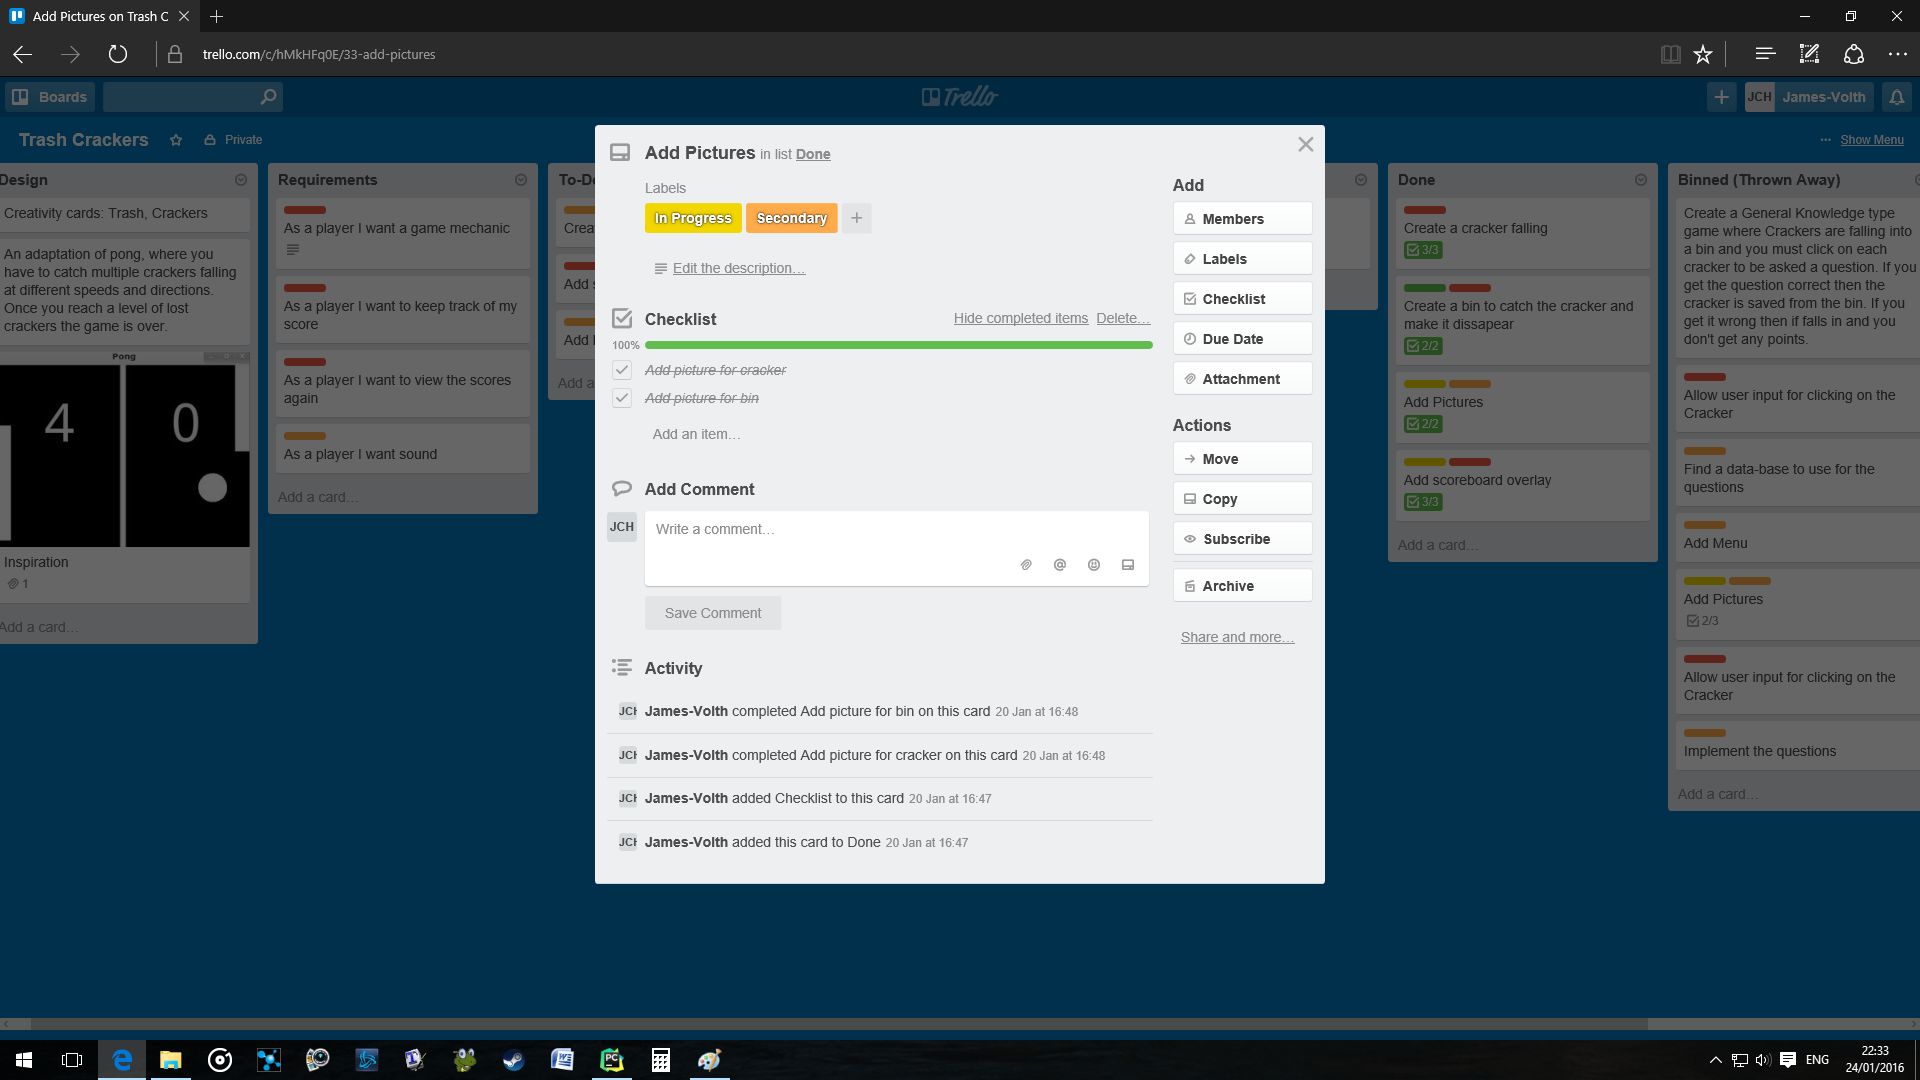 Add Pictures on Trash C
trello.com/c/hMkHFq0E/33-add-pictures
Boards
Trello
JCH James-Volth
Trash Crackers
Private
Show Menu
Design
Creativity cards: Trash, Crackers
An adaptation of pong, where you
have to catch multiple crackers falling
at different speeds and directions.
Once you reach a level of lost
crackers the game is over.
Pong
4 0
Inspiration
1
Add a card…
Requirements
As a player I want a game mechanic
As a player I want to keep track of my
score
As a player I want to view the scores
again
As a player I want sound
Add a card…
To-D
Crea
Add s
Add
Add a
Add Pictures in list Done
Labels
In Progress
Secondary
+
Edit the description…
Checklist
Hide completed items
Delete…
100%
Add picture for cracker
Add picture for bin
Add an item…
Add Comment
JCH
Write a comment…
Save Comment
Activity
JCH James-Volth completed Add picture for bin on this card 20 Jan at 16:48
JCH James-Volth completed Add picture for cracker on this card 20 Jan at 16:48
JCH James-Volth added Checklist to this card 20 Jan at 16:47
JCH James-Volth added this card to Done 20 Jan at 16:47
Add
Members
Labels
Checklist
Due Date
Attachment
Actions
Move
Copy
Subscribe
Archive
Share and more…
Done
Create a cracker falling
3/3
Create a bin to catch the cracker and
make it dissapear
2/2
Add Pictures
2/2
Add scoreboard overlay
3/3
Add a card…
Binned (Thrown Away)
Create a General Knowledge type
game where Crackers are falling into
a bin and you must click on each
cracker to be asked a question. If you
get the question correct then the
cracker is saved from the bin. If you
get it wrong then if falls in and you
don't get any points.
Allow user input for clicking on the
Cracker
Find a data-base to use for the
questions
Add Menu
Add Pictures
2/3
Allow user input for clicking on the
Cracker
Implement the questions
Add a card…
ENG
22:33
24/01/2016